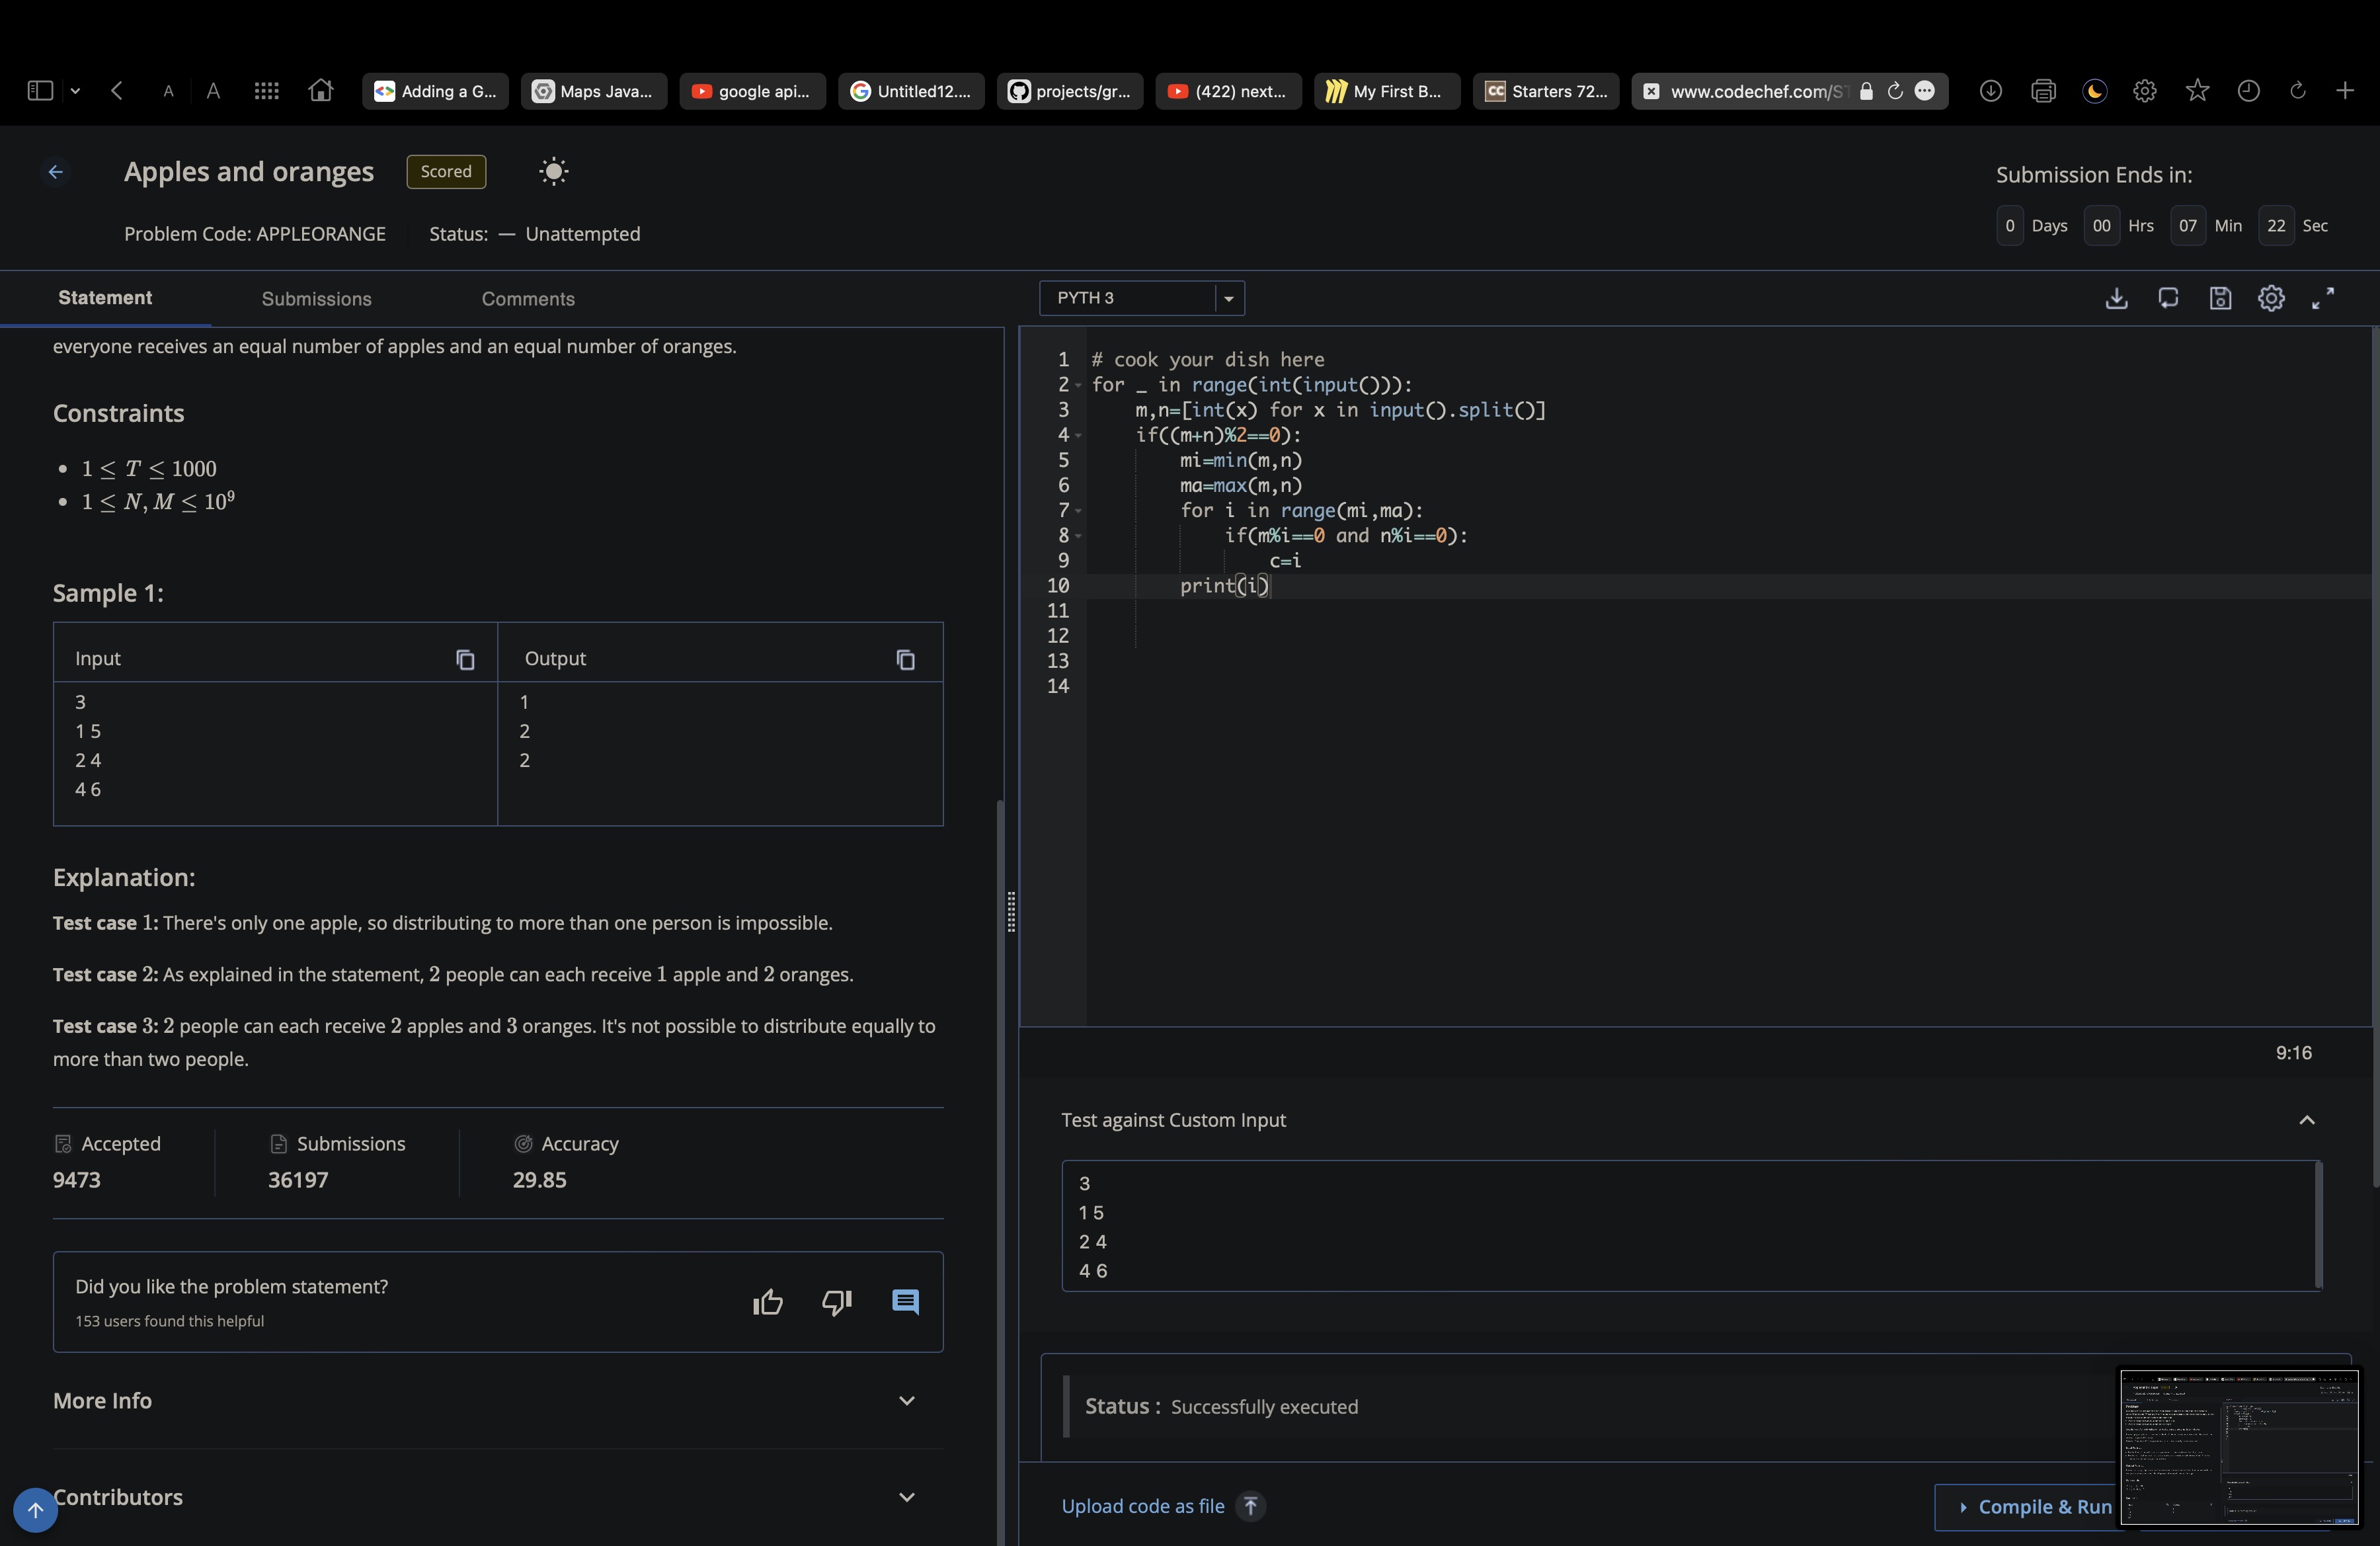 A A Adding a G... Maps Java... google api... Untitled12.... projects/gr... (422) next... My First B... CC Starters 72... www.codechef.com/ST
Apples and oranges Scored
Submission Ends in:
0 Days 00 Hrs 07 Min 22 Sec
Problem Code: APPLEORANGE Status: — Unattempted
Statement Submissions Comments
everyone receives an equal number of apples and an equal number of oranges.
Constraints
• 1 ≤ T ≤ 1000
• 1 ≤ N, M ≤ 10⁹
Sample 1:
Input Output
3 1
1 5 2
2 4 2
4 6
Explanation:
Test case 1: There's only one apple, so distributing to more than one person is impossible.
Test case 2: As explained in the statement, 2 people can each receive 1 apple and 2 oranges.
Test case 3: 2 people can each receive 2 apples and 3 oranges. It's not possible to distribute equally to
more than two people.
Accepted Submissions Accuracy
9473 36197 29.85
Did you like the problem statement?
153 users found this helpful
More Info
Contributors
PYTH 3
1 # cook your dish here
2 for _ in range(int(input())):
3     m,n=[int(x) for x in input().split()]
4     if((m+n)%2==0):
5         mi=min(m,n)
6         ma=max(m,n)
7         for i in range(mi,ma):
8             if(m%i==0 and n%i==0):
9                 c=i
10         print(i)
11
12
13
14
9:16
Test against Custom Input
3
1 5
2 4
4 6
Status : Successfully executed
Upload code as file
Compile & Run